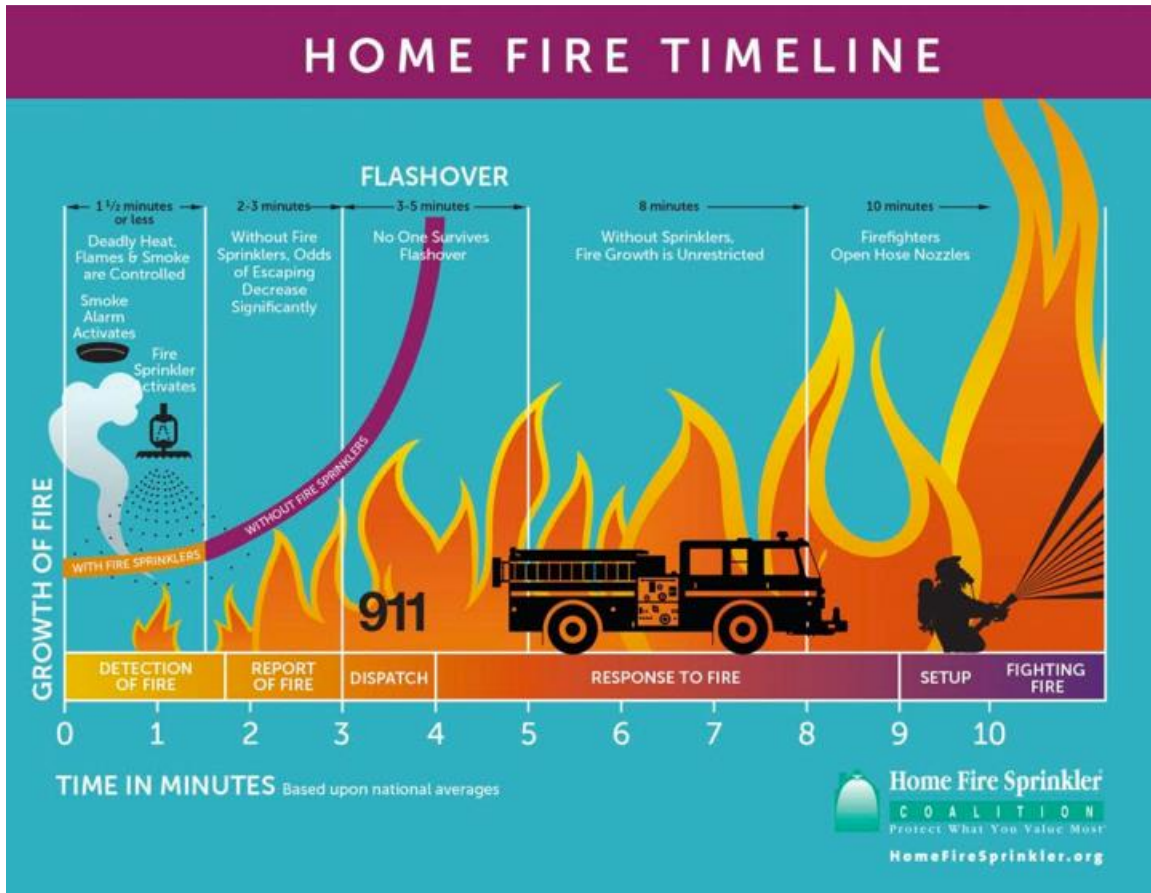 HOME FIRE TIMELINE
FLASHOVER
1 1/2 minutes
or less
Deadly Heat,
Flames & Smoke
are Controlled
Smoke
Alarm
Activates
Fire
Sprinkler
Activates
2-3 minutes
Without Fire
Sprinklers, Odds
of Escaping
Decrease
Significantly
3-5 minutes
No One Survives
Flashover
8 minutes
Without Sprinklers,
Fire Growth is Unrestricted
10 minutes
Firefighters
Open Hose Nozzles
GROWTH OF FIRE
WITH FIRE SPRINKLERS
WITHOUT FIRE SPRINKLERS
911
DETECTION
OF FIRE
REPORT
OF FIRE
DISPATCH
RESPONSE TO FIRE
SETUP
FIGHTING
FIRE
0 1 2 3 4 5 6 7 8 9 10
TIME IN MINUTES Based upon national averages
Home Fire Sprinkler
COALITION
Protect What You Value Most
HomeFireSprinkler.org